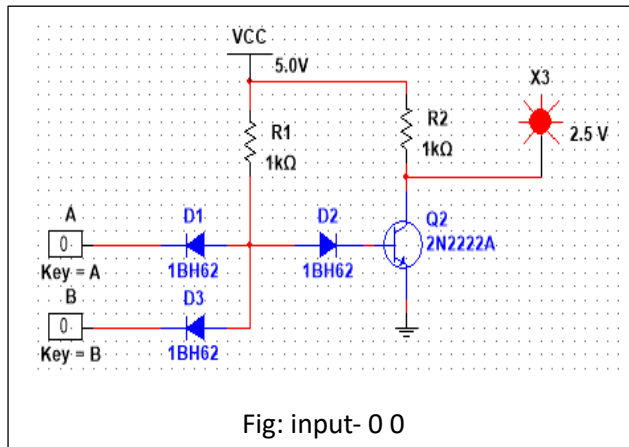 VCC
5.0V
X3
R1
1kΩ
R2
1kΩ
2.5 V
A
0
Key = A
D1
1BH62
D2
1BH62
Q2
2N2222A
B
0
Key = B
D3
1BH62
Fig: input- 0 0